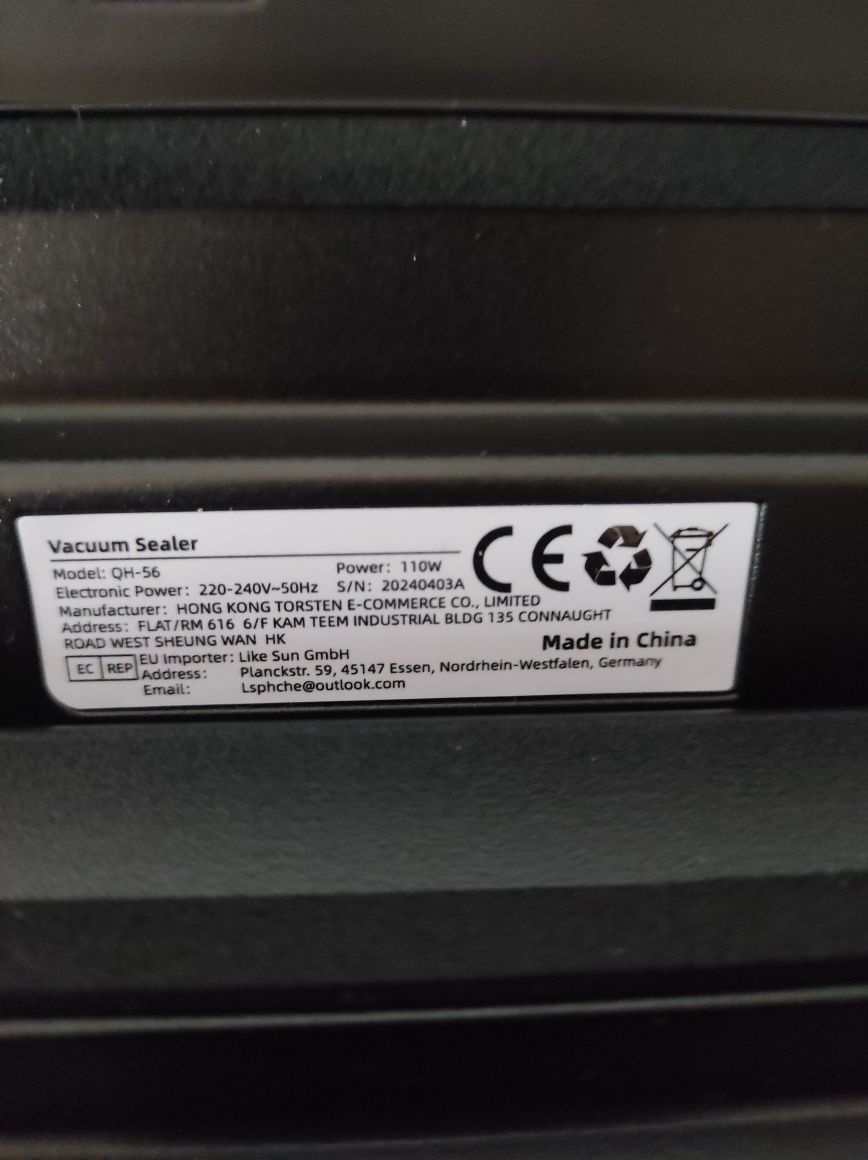 Vacuum Sealer
Model: QH-56 Power: 110W
Electronic Power: 220-240V~50Hz S/N: 20240403A
Manufacturer: HONG KONG TORSTEN E-COMMERCE CO., LIMITED
Address: FLAT/RM 616 6/F KAM TEEM INDUSTRIAL BLDG 135 CONNAUGHT
ROAD WEST SHEUNG WAN HK
Made in China
EC REP EU Importer: Like Sun GmbH
Address: Planckstr. 59, 45147 Essen, Nordrhein-Westfalen, Germany
Email: Lsphche@outlook.com
CE